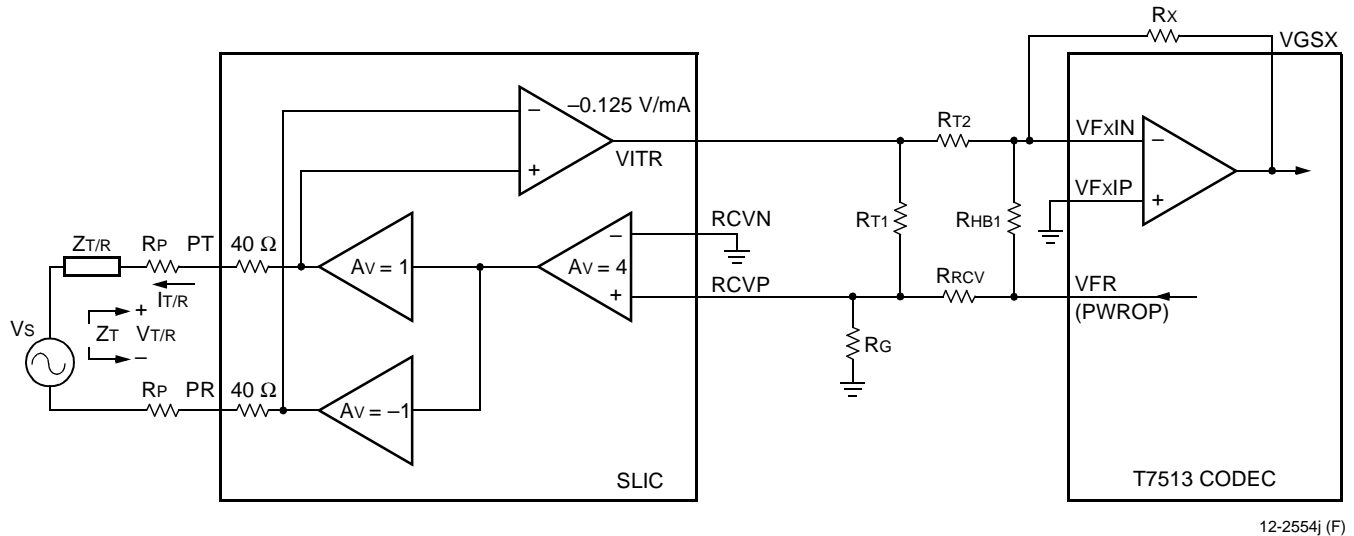 RX
VGSX
–0.125 V/mA
VITR
RT2
VFXIN
VFXIP
RT1
RHB1
RCVN
RCVP
AV = 4
AV = 1
ZT/R
RP
PT
40 Ω
IT/R
RRCV
VFR
(PWROP)
VS
ZT
+
VT/R
–
RG
RP
PR
40 Ω
AV = –1
SLIC
T7513 CODEC
–
+
–
+
–
+
12-2554j (F)